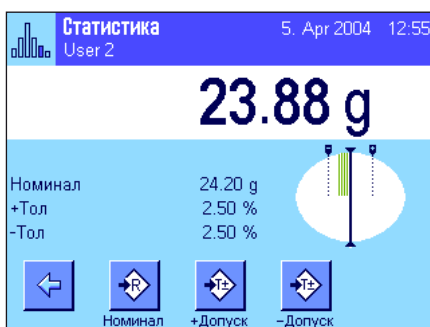 Статистика 5. Apr 2004 12:55
User 2
23.88 g
Номинал 24.20 g
+Тол 2.50 %
-Тол 2.50 %
R T± T±
Номинал +Допуск -Допуск